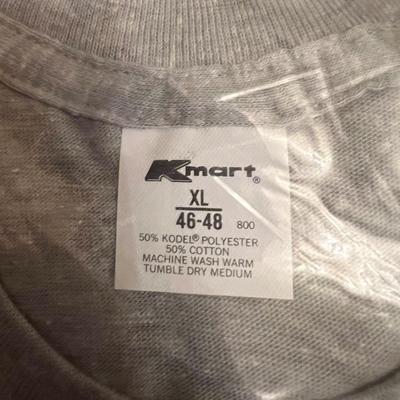 Kmart®
XL
46-48 800
50% KODEL® POLYESTER
50% COTTON
MACHINE WASH WARM
TUMBLE DRY MEDIUM